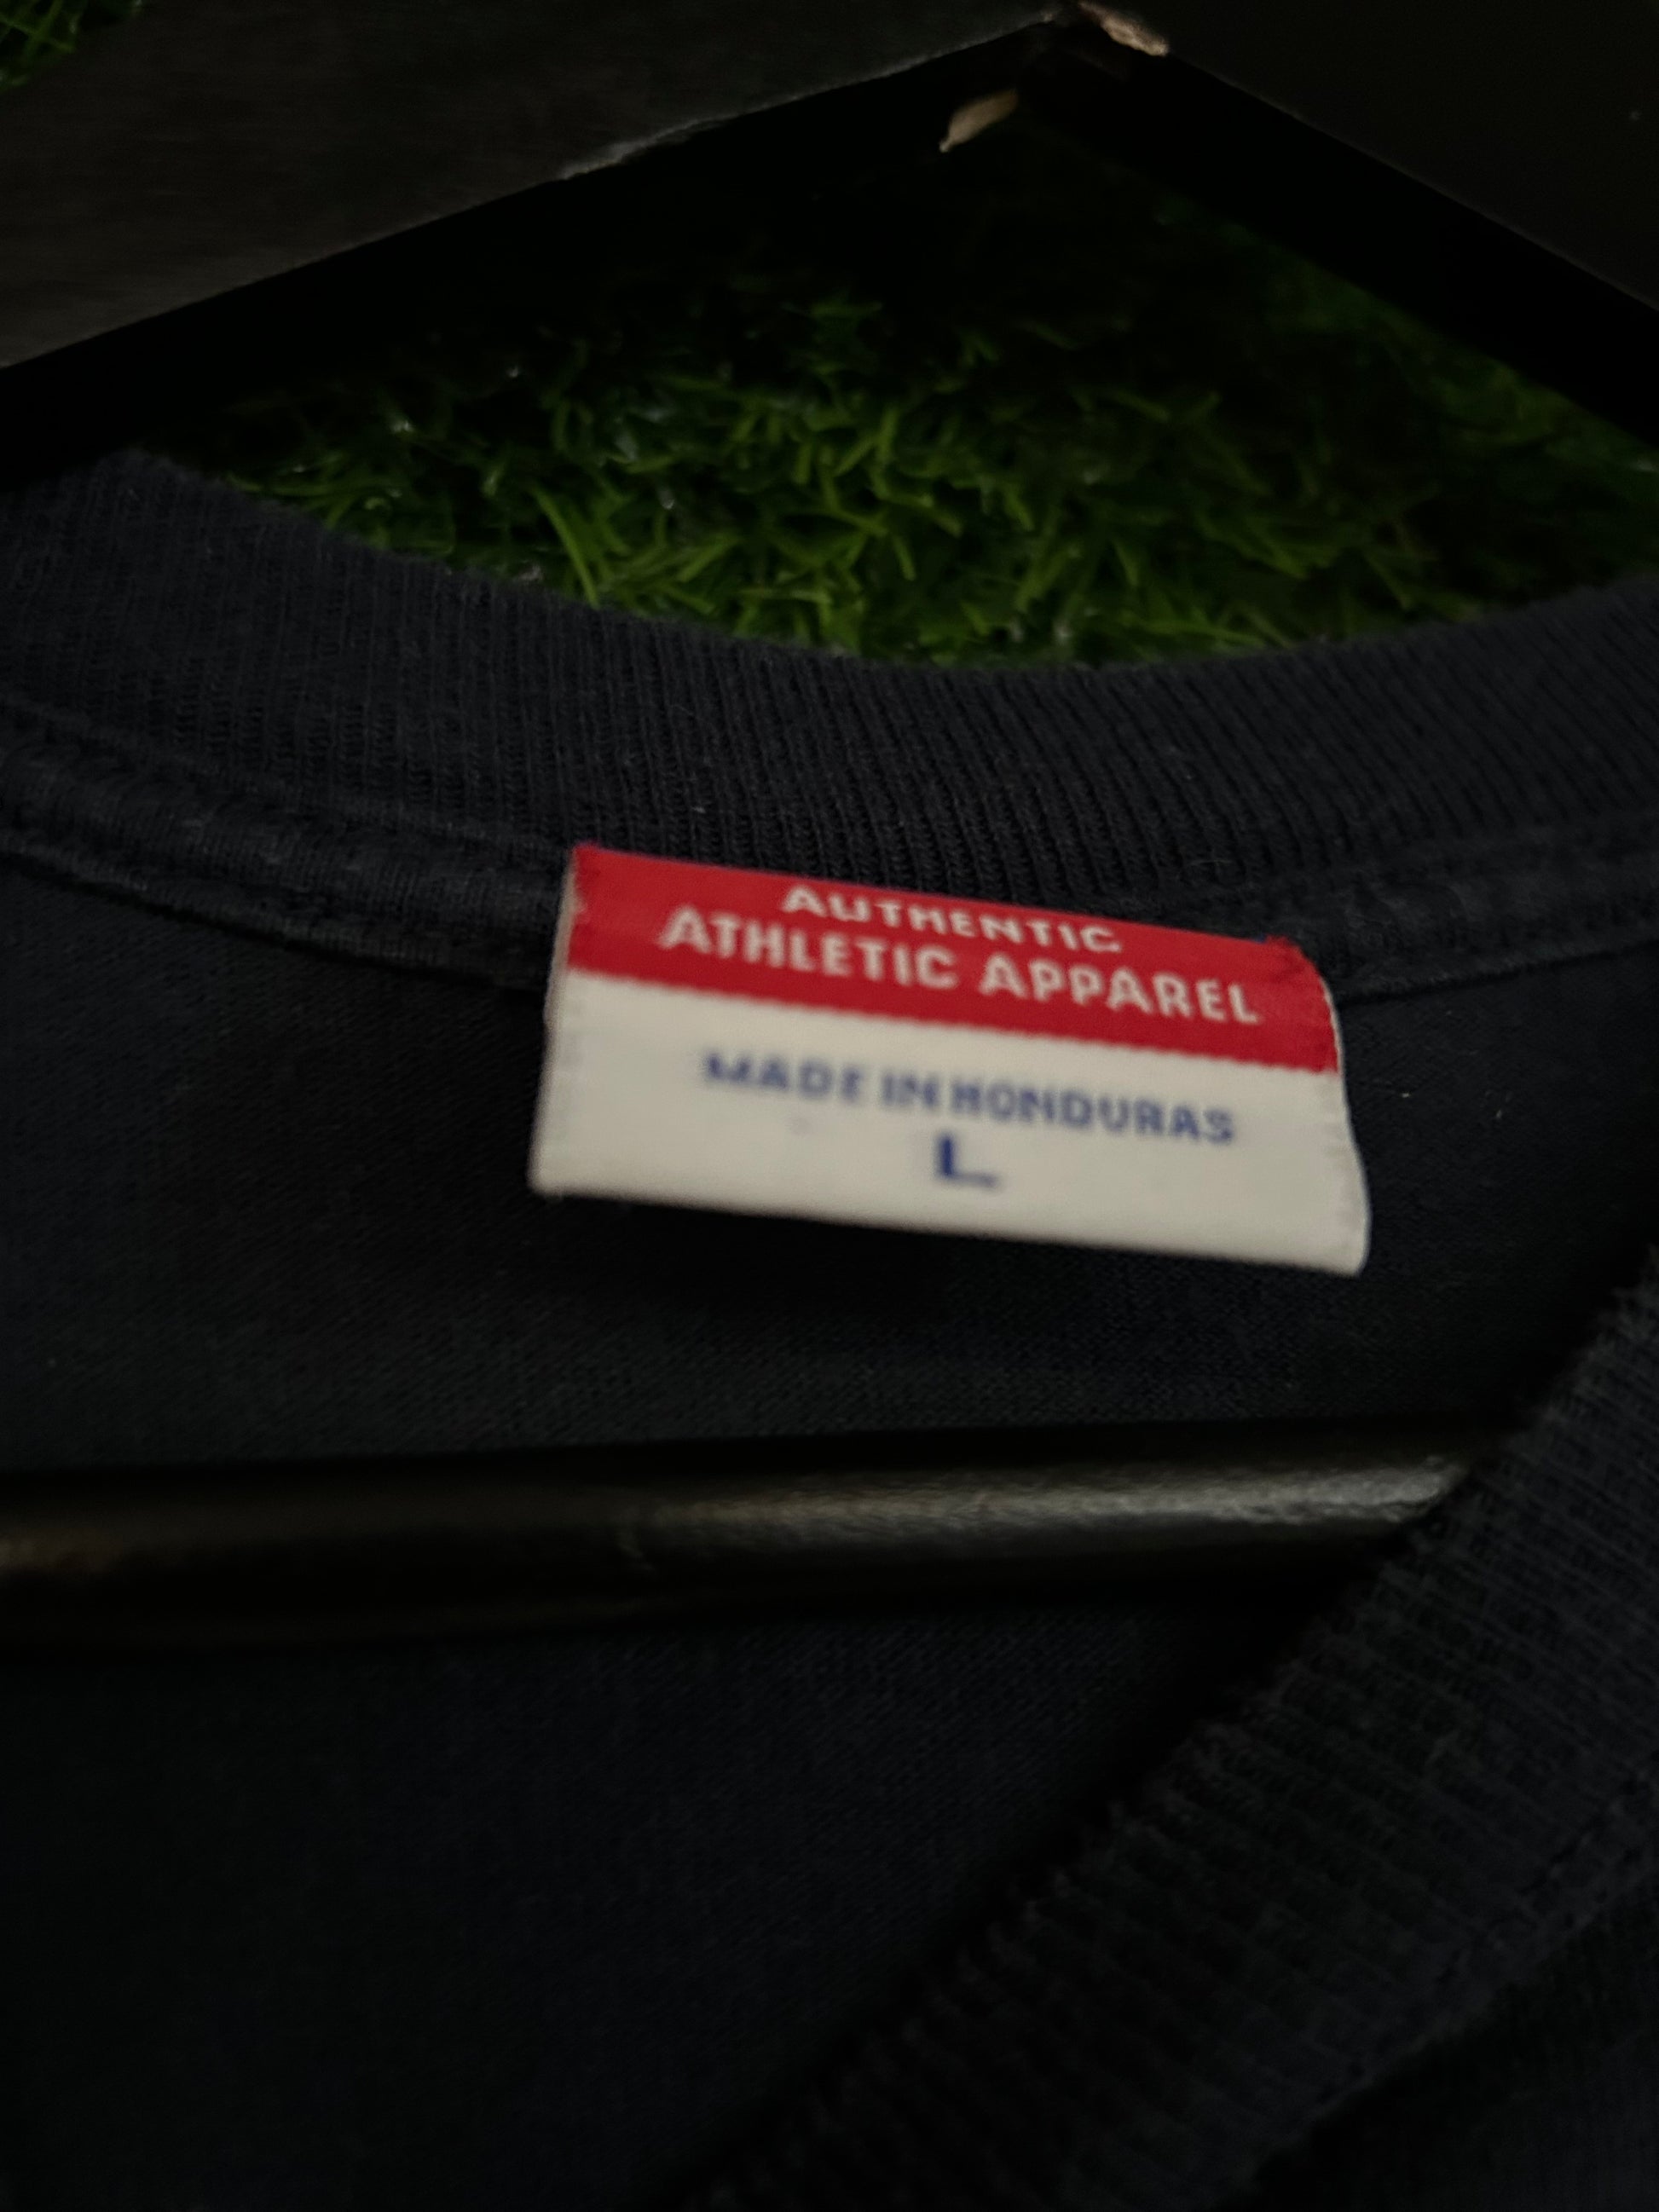 AUTHENTIC
ATHLETIC APPAREL
MADE IN HONDURAS
L